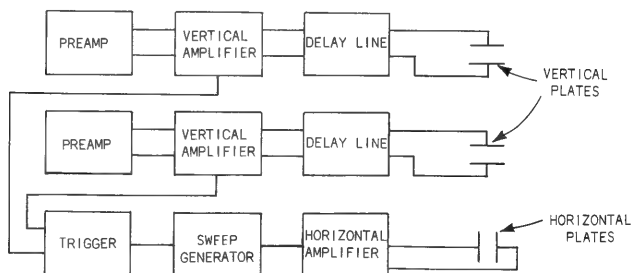 PREAMP
VERTICAL
AMPLIFIER
DELAY LINE
VERTICAL
PLATES
PREAMP
VERTICAL
AMPLIFIER
DELAY LINE
TRIGGER
SWEEP
GENERATOR
HORIZONTAL
AMPLIFIER
HORIZONTAL
PLATES